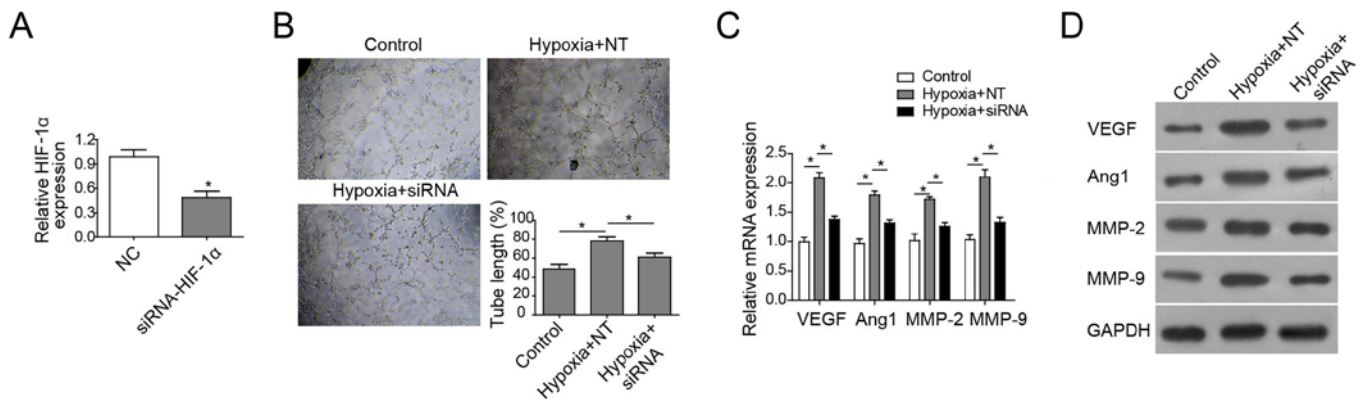 A
Relative HIF-1α
expression
1.2
0.9
0.6
0.3
0.0
*
NC
siRNA-HIF-1α
B
Control
Hypoxia+NT
Hypoxia+siRNA
Tube length (%)
100
80
60
40
20
0
* *
Control
Hypoxia+NT
Hypoxia+
siRNA
C
Control
Hypoxia+NT
Hypoxia+siRNA
Relative mRNA expression
2.5
2.0
1.5
1.0
0.5
0.0
* * * * * * * *
VEGF Ang1 MMP-2 MMP-9
D
Control
Hypoxia+NT
Hypoxia+
siRNA
VEGF
Ang1
MMP-2
MMP-9
GAPDH